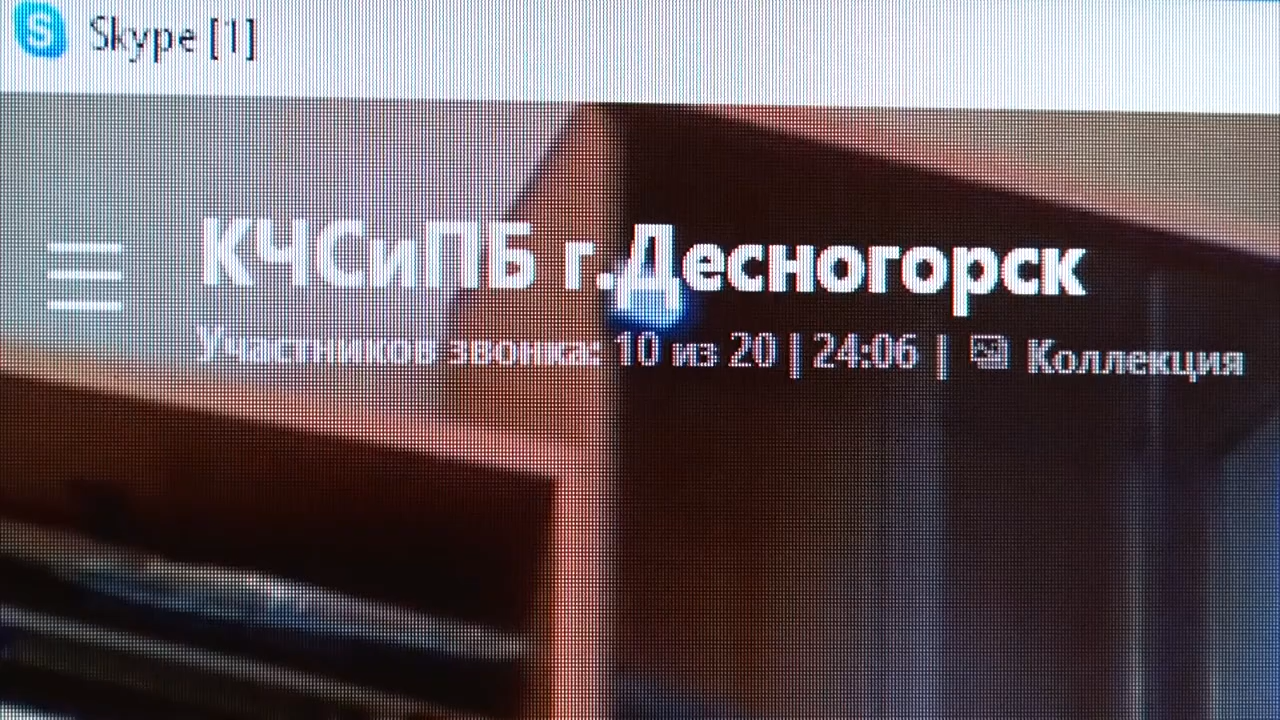 Skype [1]
КЧСиПБ г.Десногорск
Участников звонка: 10 из 20 | 24:06 | Коллекция